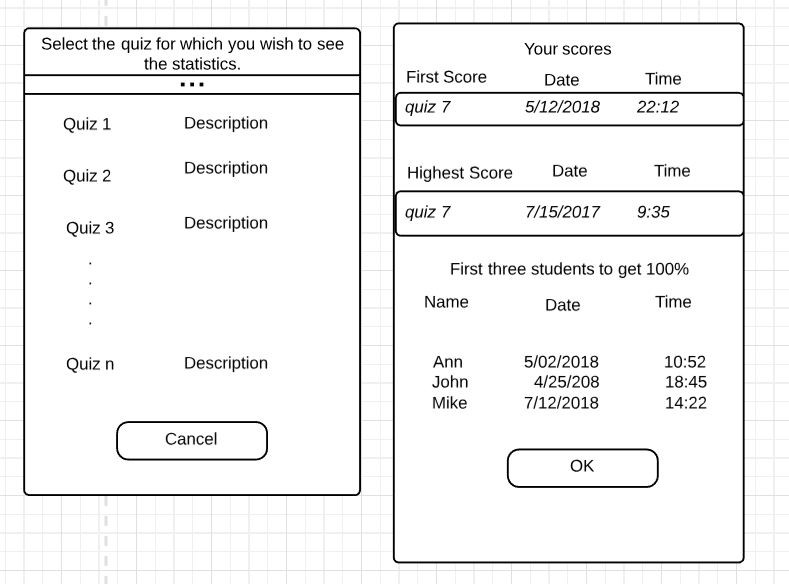 Select the quiz for which you wish to see
the statistics.
...
Quiz 1 Description
Quiz 2 Description
Quiz 3 Description
.
.
.
.
Quiz n Description
Cancel
Your scores
First Score Date Time
quiz 7 5/12/2018 22:12
Highest Score Date Time
quiz 7 7/15/2017 9:35
First three students to get 100%
Name Date Time
Ann 5/02/2018 10:52
John 4/25/208 18:45
Mike 7/12/2018 14:22
OK